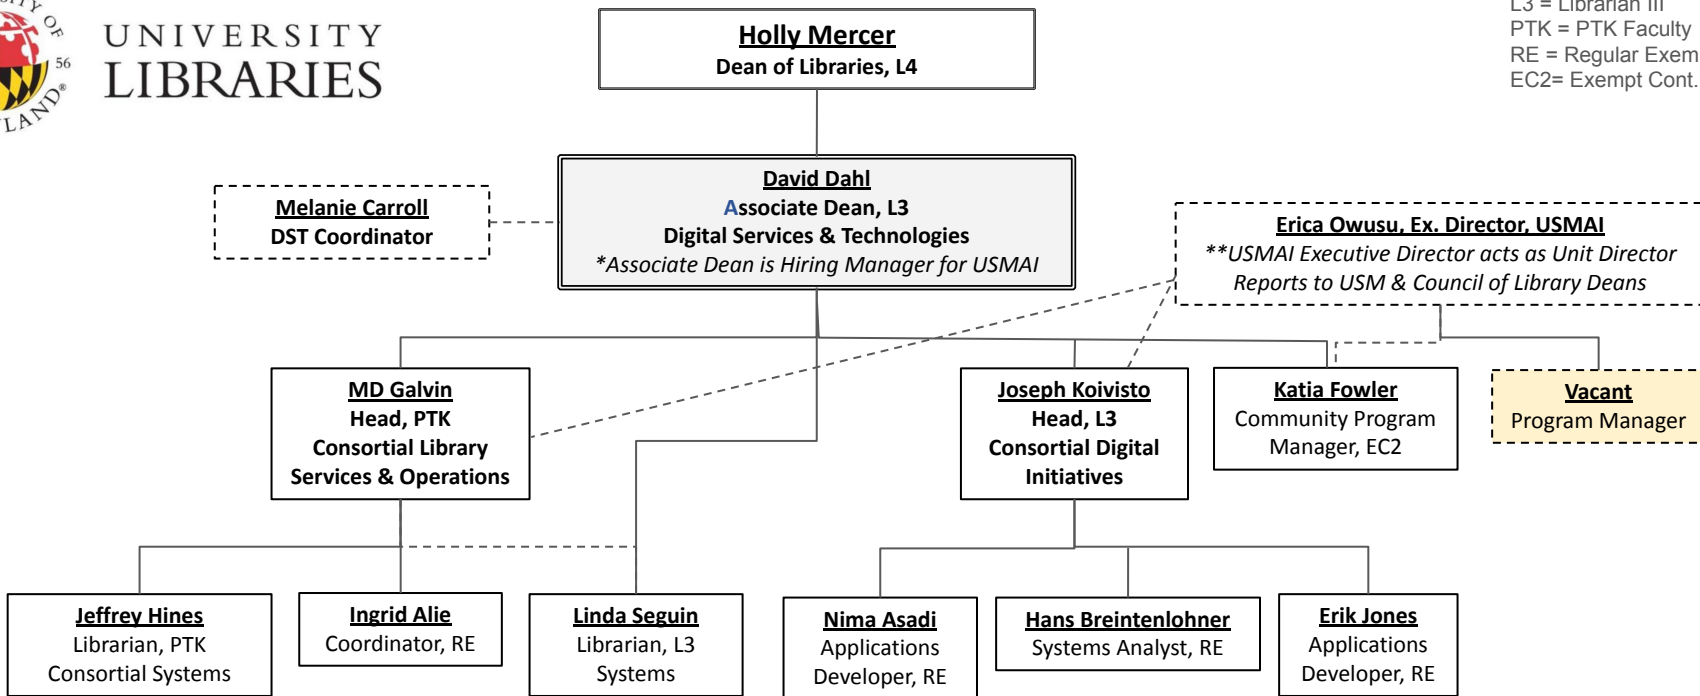 UNIVERSITY
LIBRARIES
56
Holly Mercer
Dean of Libraries, L4
L3 = Librarian III
PTK = PTK Faculty
RE = Regular Exem
EC2= Exempt Cont.
David Dahl
Associate Dean, L3
Digital Services & Technologies
*Associate Dean is Hiring Manager for USMAI
Melanie Carroll
DST Coordinator
Erica Owusu, Ex. Director, USMAI
**USMAI Executive Director acts as Unit Director
Reports to USM & Council of Library Deans
MD Galvin
Head, PTK
Consortial Library
Services & Operations
Joseph Koivisto
Head, L3
Consortial Digital
Initiatives
Katia Fowler
Community Program
Manager, EC2
Vacant
Program Manager
Jeffrey Hines
Librarian, PTK
Consortial Systems
Ingrid Alie
Coordinator, RE
Linda Seguin
Librarian, L3
Systems
Nima Asadi
Applications
Developer, RE
Hans Breintenlohner
Systems Analyst, RE
Erik Jones
Applications
Developer, RE